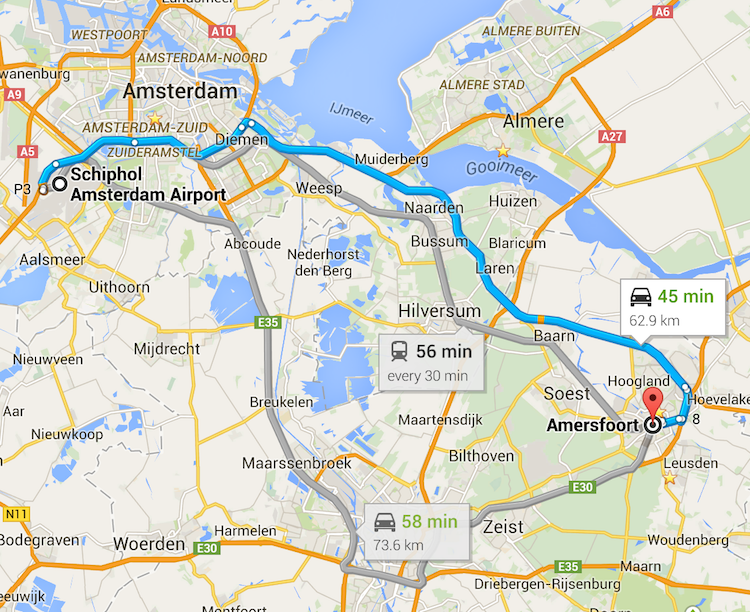 Landsmeer
A6
WESTPOORT
A10
ALMERE BUITEN
AMSTERDAM-NOORD
wanenburg
Amsterdam
ALMERE STAD
A9
IJmeer
AMSTERDAM-ZUID
Almere
A27
Diemen
A5
ZUIDERAMSTEL
Muiderberg
Gooimeer
Schiphol
P3
Weesp
Amsterdam Airport
Huizen
Naarden
Abcoude
Bussum
Blaricum
Aalsmeer
Nederhorst
den Berg
Laren
Uithoorn
45 min
Hilversum
62.9 km
E35
Baarn
Mijdrecht
56 min
Nieuwveen
every 30 min
Hoogland
Soest
Breukelen
Hoevelake
Aar
Maartensdijk
8
Amersfoort
Nieuwkoop
Bilthoven
Maarssenbroek
Leusden
E30
N11
58 min
Zeist
Harmelen
73.6 km
Bodegraven
Woerden
E30
Woudenberg
E35
Maarn
Driebergen-Rijsenburg
eeuwijk
Montfoort
Doorn